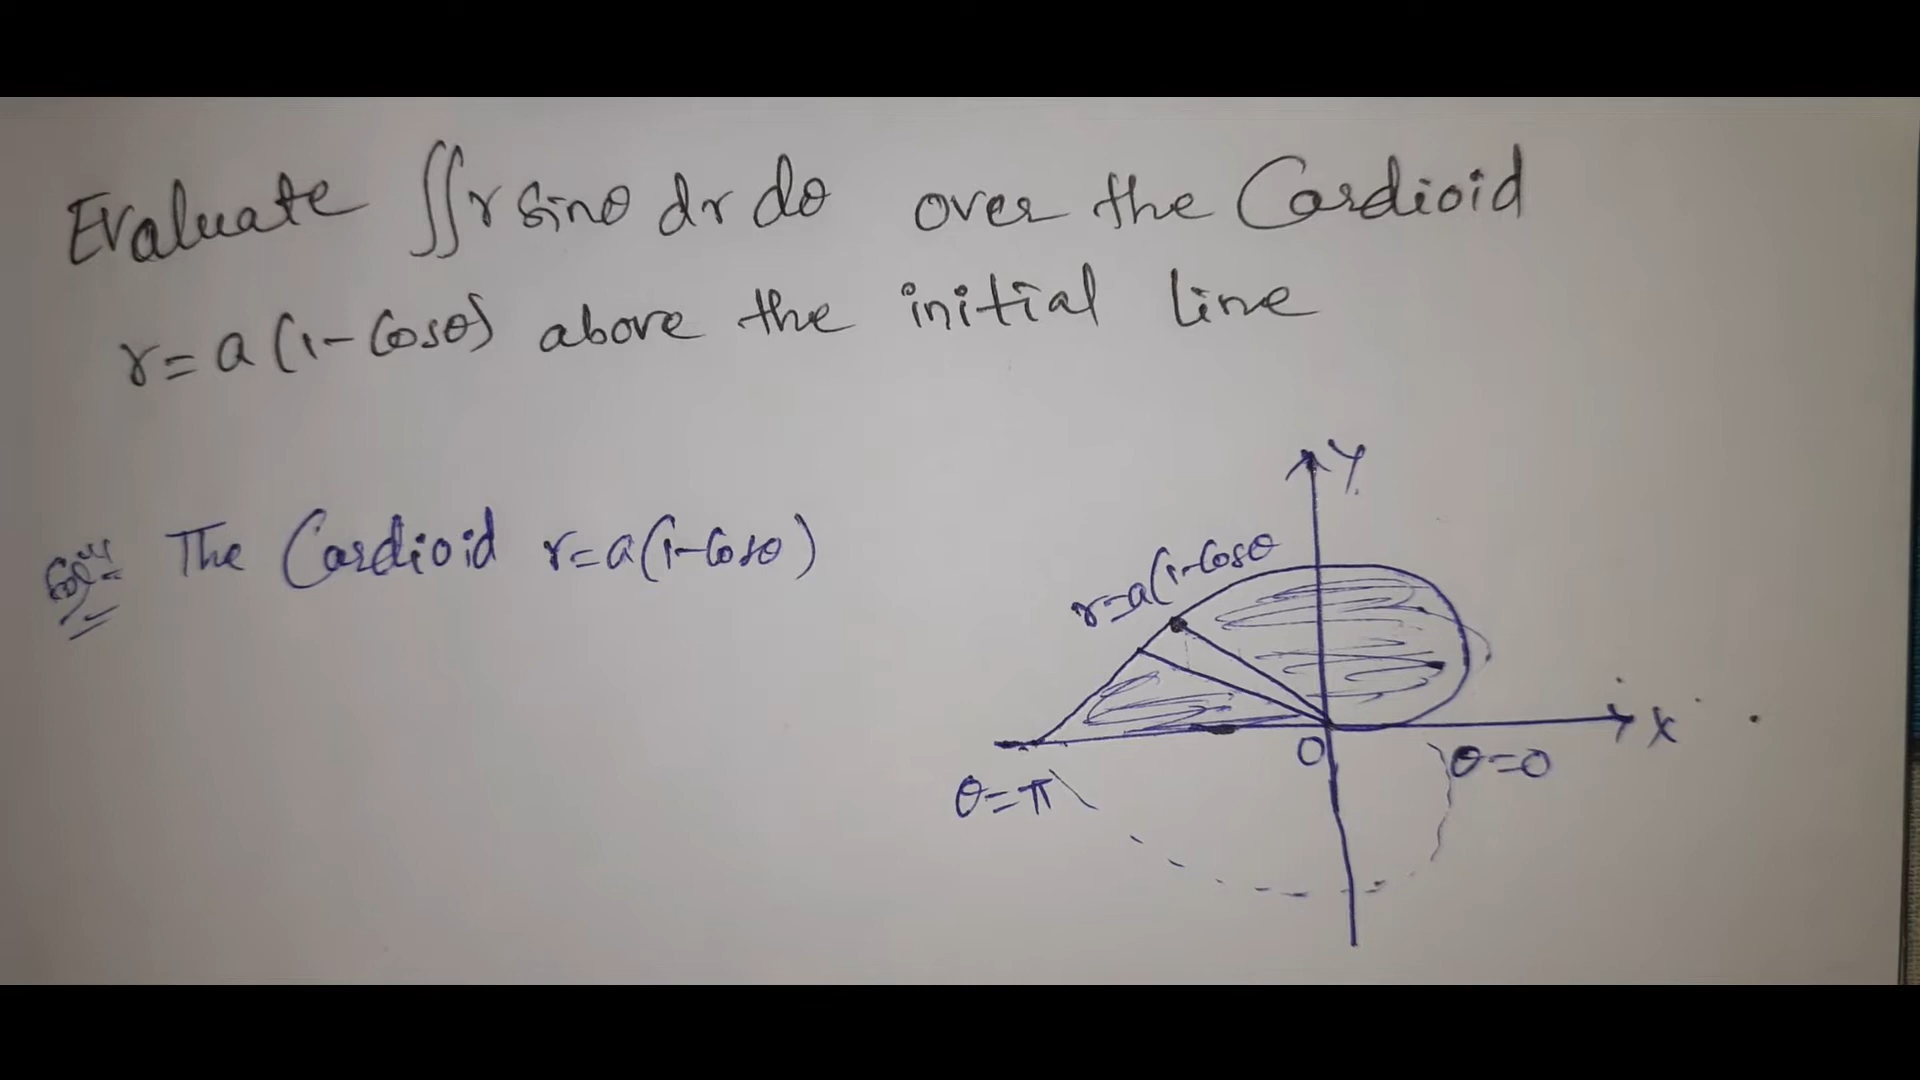 Evaluate ∬ r sinθ dr dθ over the Cardioid
r = a (1 - Cosθ) above the initial line
Solⁿ:- The Cardioid r = a (1 - Cosθ)
Y
r = a (1 - Cosθ
O
X
θ = 0
θ = π